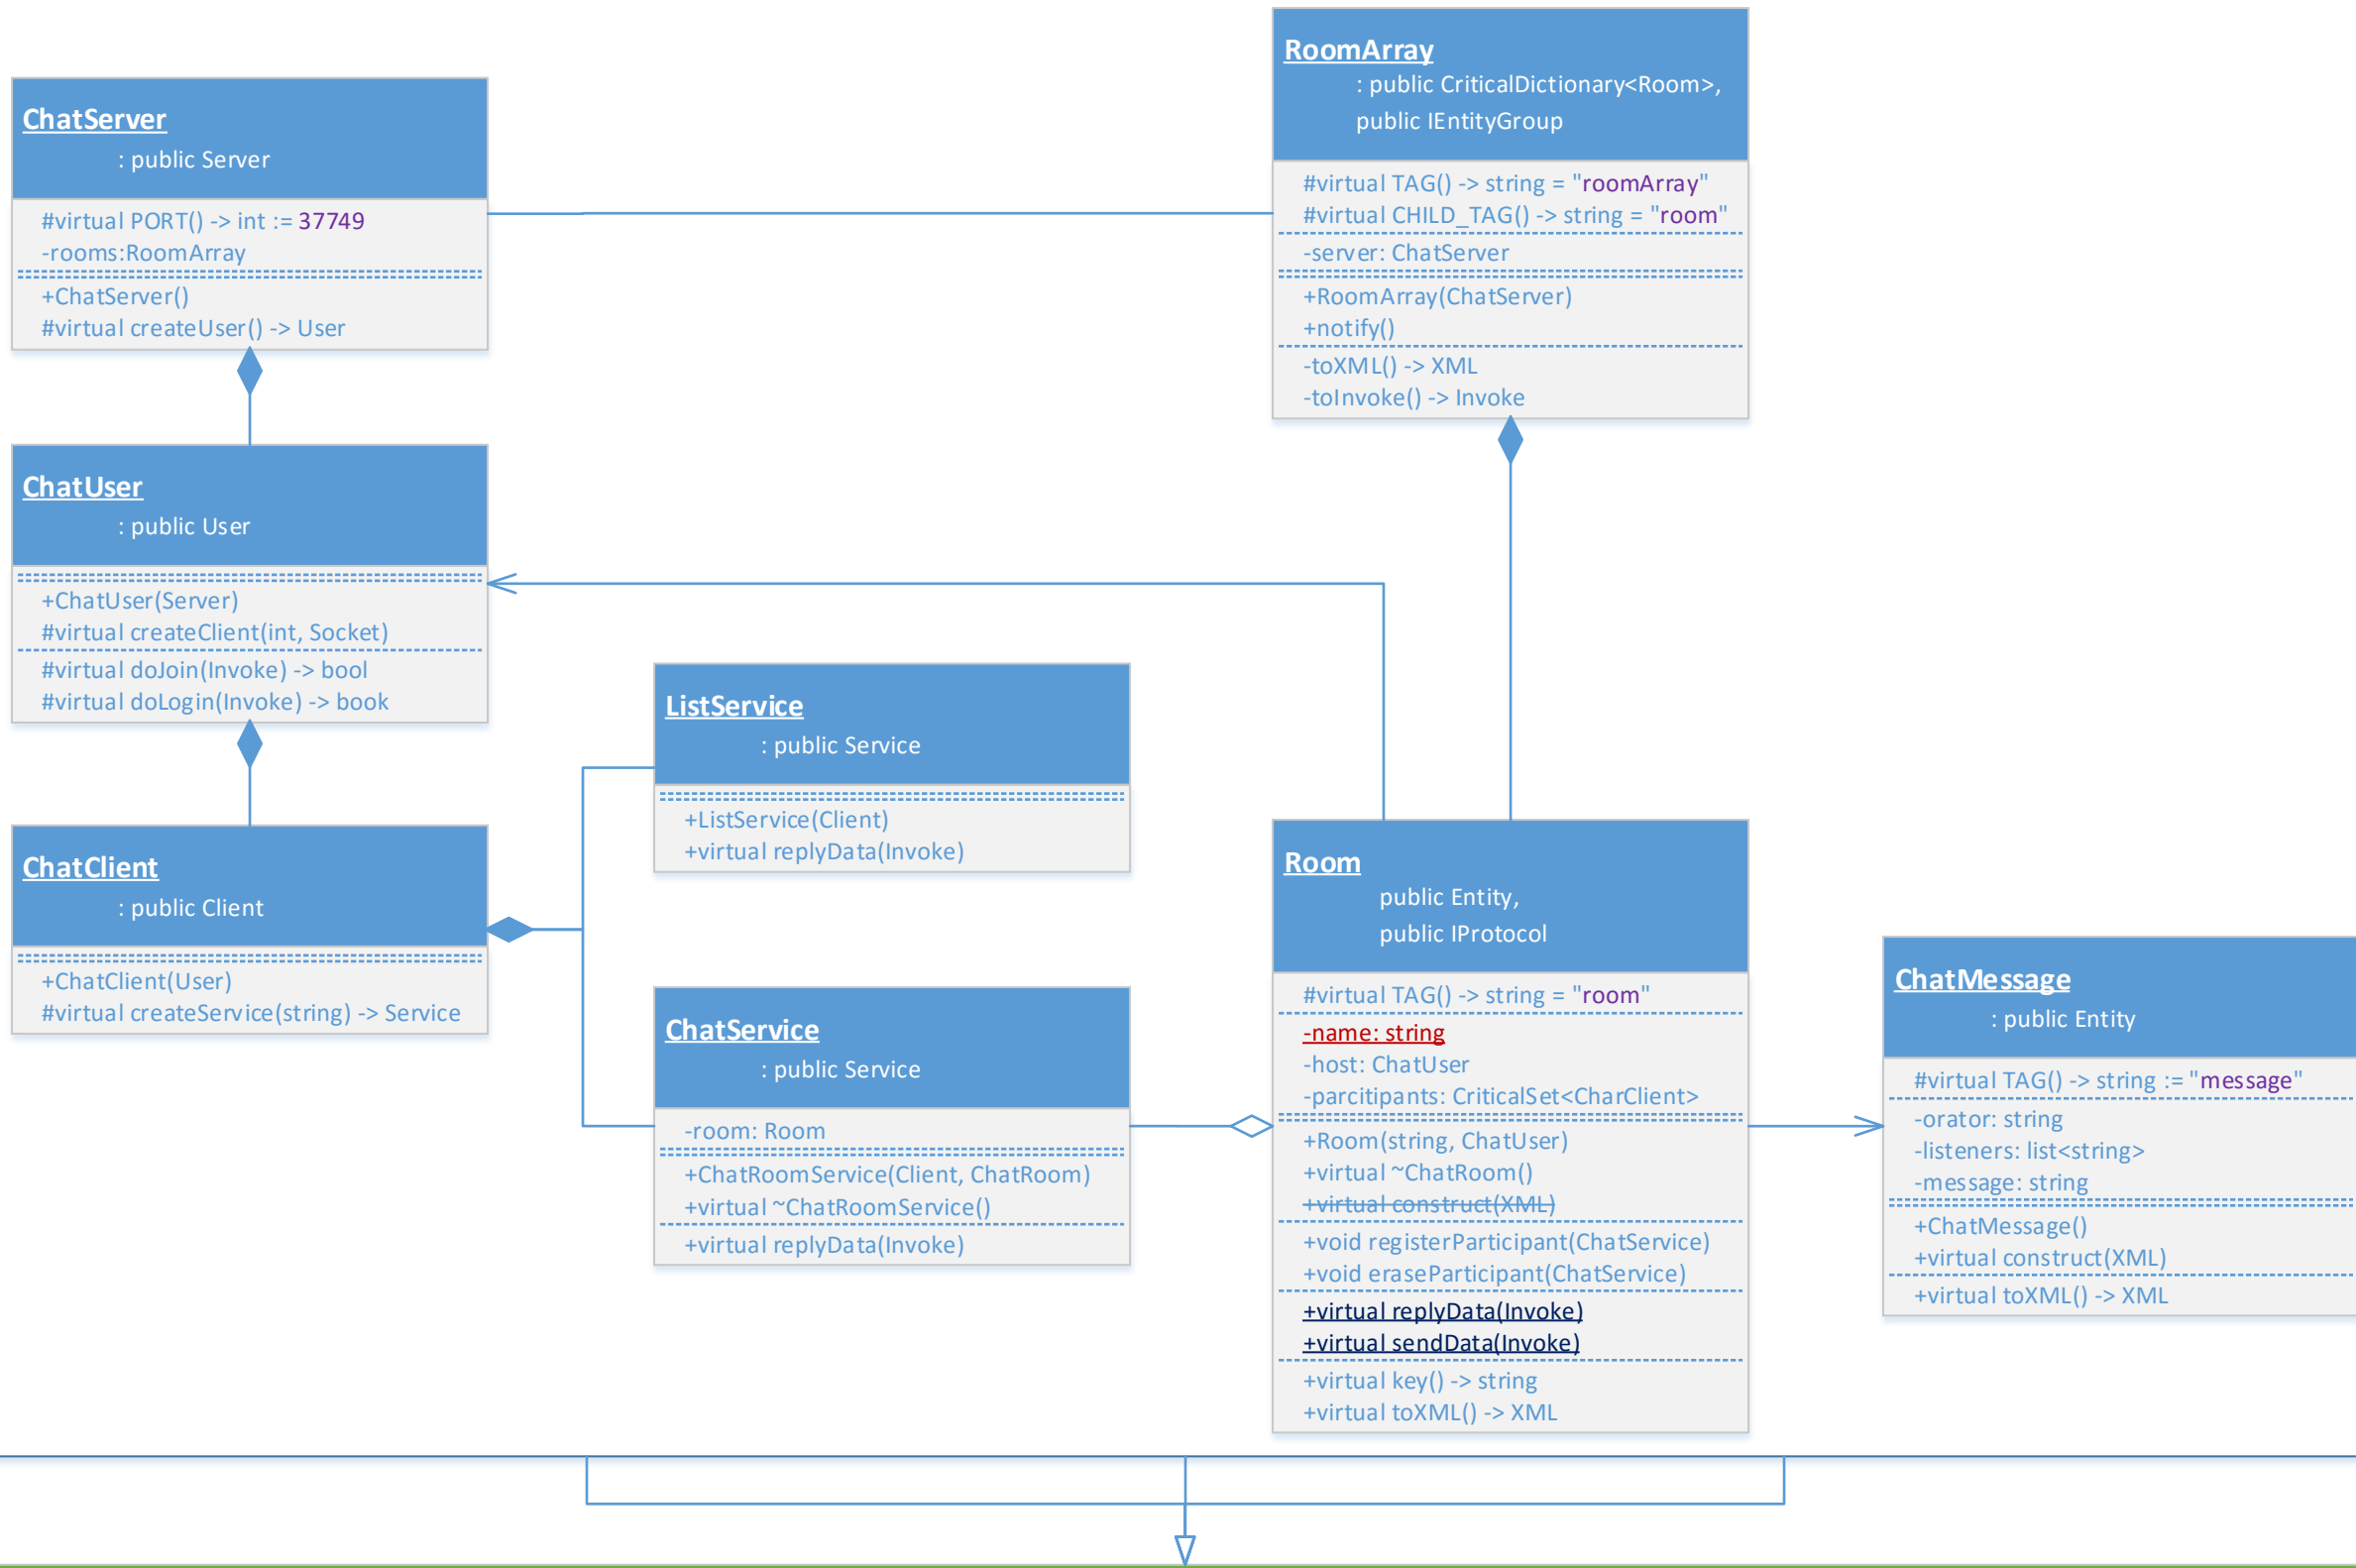 ChatServer
: public Server
#virtual PORT() -> int := 37749
-rooms:RoomArray
+ChatServer()
#virtual createUser() -> User
RoomArray
: public CriticalDictionary<Room>,
public IEntityGroup
#virtual TAG() -> string = "roomArray"
#virtual CHILD_TAG() -> string = "room"
-server: ChatServer
+RoomArray(ChatServer)
+notify()
-toXML() -> XML
-toInvoke() -> Invoke
ChatUser
: public User
+ChatUser(Server)
#virtual createClient(int, Socket)
#virtual doJoin(Invoke) -> bool
#virtual doLogin(Invoke) -> book
ListService
: public Service
+ListService(Client)
+virtual replyData(Invoke)
ChatClient
: public Client
+ChatClient(User)
#virtual createService(string) -> Service
ChatService
: public Service
-room: Room
+ChatRoomService(Client, ChatRoom)
+virtual ~ChatRoomService()
+virtual replyData(Invoke)
Room
public Entity,
public IProtocol
#virtual TAG() -> string = "room"
-name: string
-host: ChatUser
-parcitipants: CriticalSet<CharClient>
+Room(string, ChatUser)
+virtual ~ChatRoom()
+virtual construct(XML)
+void registerParticipant(ChatService)
+void eraseParticipant(ChatService)
+virtual replyData(Invoke)
+virtual sendData(Invoke)
+virtual key() -> string
+virtual toXML() -> XML
ChatMessage
: public Entity
#virtual TAG() -> string := "message"
-orator: string
-listeners: list<string>
-message: string
+ChatMessage()
+virtual construct(XML)
+virtual toXML() -> XML